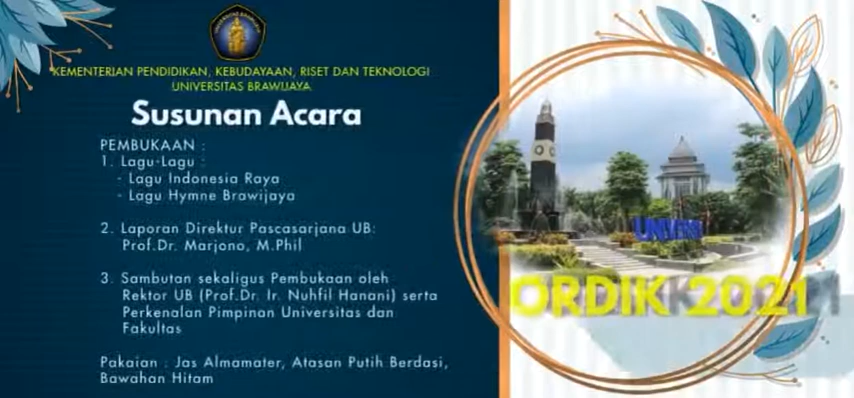 UNIVERSITAS BRAWIJAYA
KEMENTERIAN PENDIDIKAN, KEBUDAYAAN, RISET DAN TEKNOLOGI
UNIVERSITAS BRAWIJAYA
Susunan Acara
PEMBUKAAN :
1. Lagu-Lagu :
- Lagu Indonesia Raya
- Lagu Hymne Brawijaya
2. Laporan Direktur Pascasarjana UB:
Prof.Dr. Marjono, M.Phil
3. Sambutan sekaligus Pembukaan oleh
Rektor UB (Prof.Dr. Ir. Nuhfil Hanani) serta
Perkenalan Pimpinan Universitas dan
Fakultas
Pakaian : Jas Almamater, Atasan Putih Berdasi,
Bawahan Hitam
ORDIK 2021